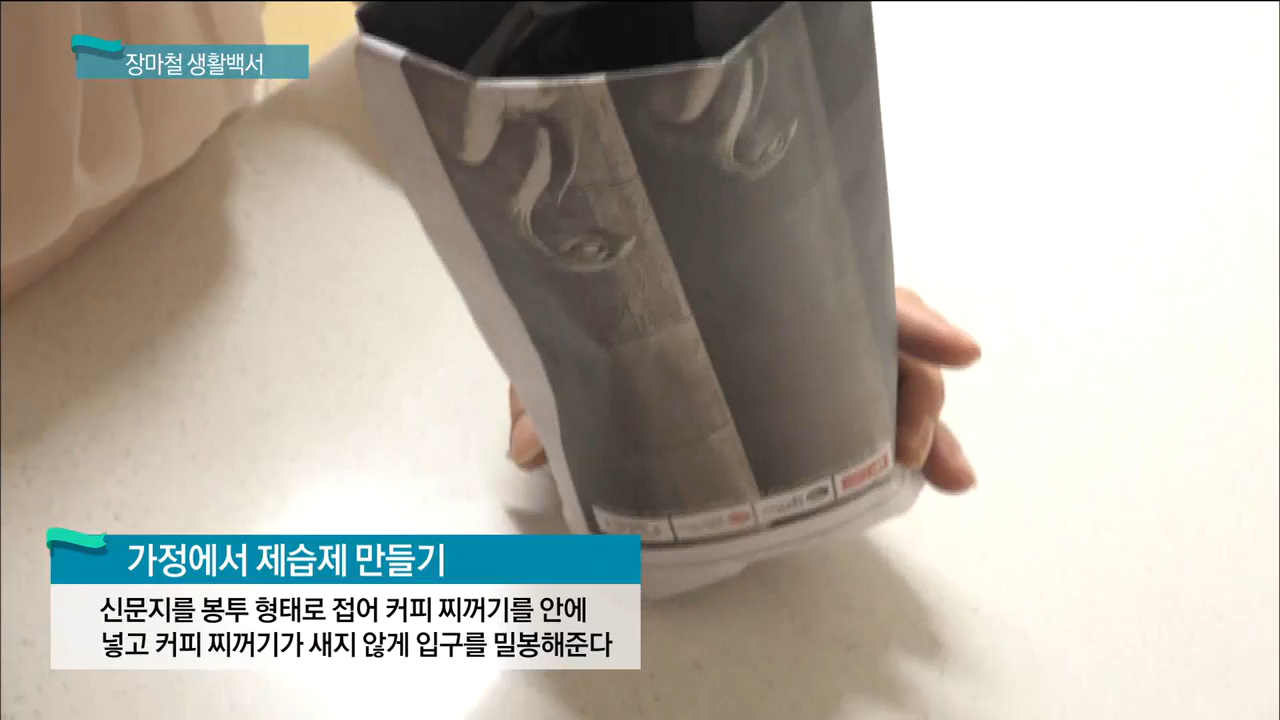 장마철 생활백서
가정에서 제습제 만들기
신문지를 봉투 형태로 접어 커피 찌꺼기를 안에
넣고 커피 찌꺼기가 새지 않게 입구를 밀봉해준다